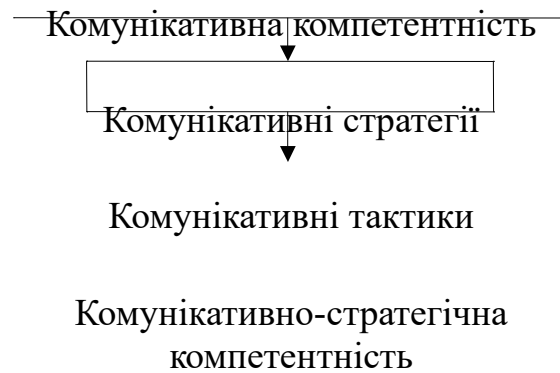 Комунікативна компетентність
Комунікативні стратегії
Комунікативні тактики
Комунікативно-стратегічна
компетентність